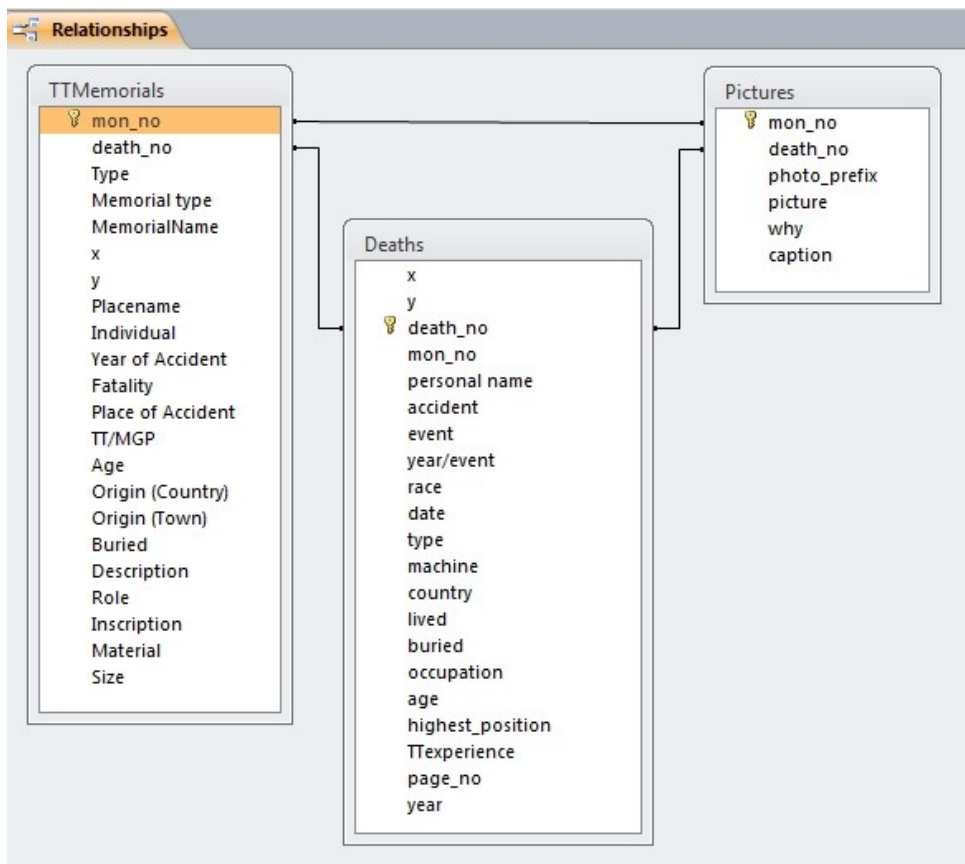 Relationships
TTMemorials
mon_no
death_no
Type
Memorial type
MemorialName
x
y
Placename
Individual
Year of Accident
Fatality
Place of Accident
TT/MGP
Age
Origin (Country)
Origin (Town)
Buried
Description
Role
Inscription
Material
Size
Deaths
x
y
death_no
mon_no
personal name
accident
event
year/event
race
date
type
machine
country
lived
buried
occupation
age
highest_position
TTexperience
page_no
year
Pictures
mon_no
death_no
photo_prefix
picture
why
caption